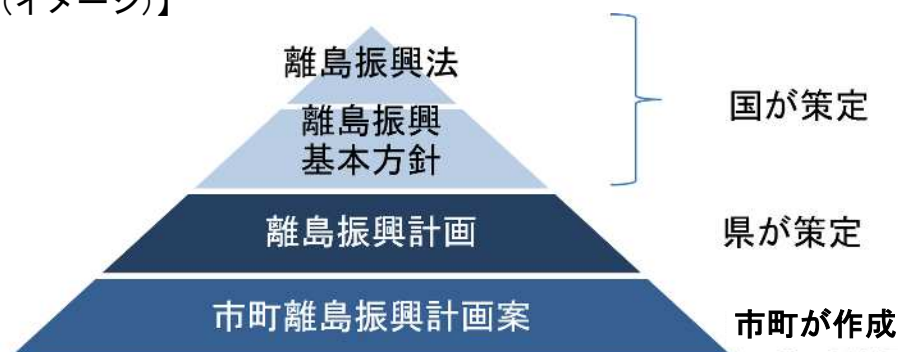 (イメージ)】
離島振興法
離島振興
基本方針
国が策定
離島振興計画
県が策定
市町離島振興計画案
市町が作成